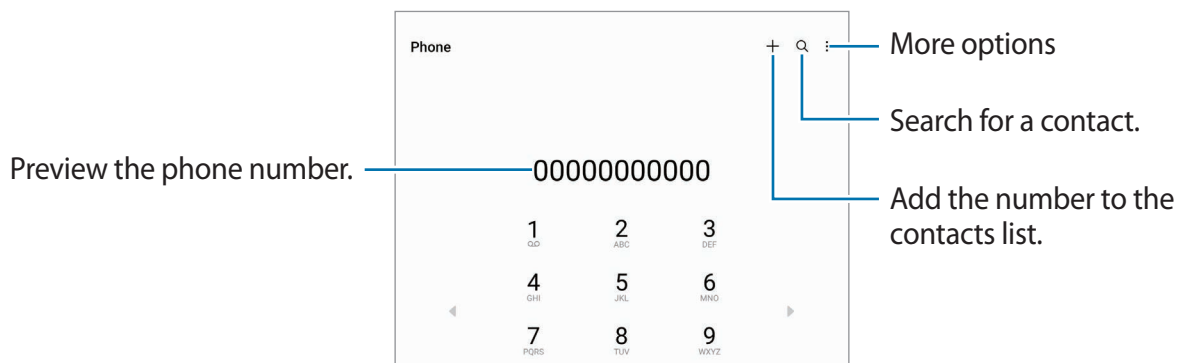 Phone
More options
Search for a contact.
Preview the phone number.
00000000000
Add the number to the
contacts list.
1 2 3
ABC DEF
4 5 6
GHI JKL MNO
7 8 9
PQRS TUV WXYZ